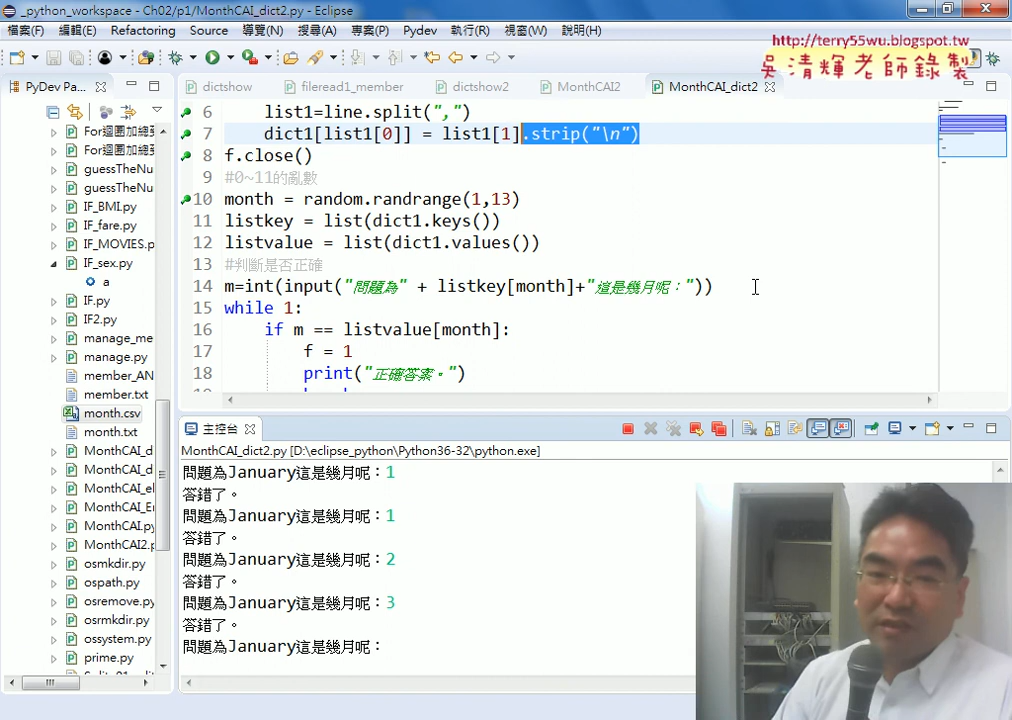 _python_workspace - Ch02/p1/MonthCAI_dict2.py - Eclipse
檔案(F) 編輯(E) Refactoring Source 導覽(N) 搜尋(A) 專案(P) Pydev 執行(R) 視窗(W) 說明(H)
http://terry55wu.blogspot.tw
吳清輝老師錄製
PyDev Pa...
dictshow
fileread1_member
dictshow2
MonthCAI2
MonthCAI_dict2
For迴圈加總
For迴圈加總
guessTheNu
guessTheNu
IF_BMI.py
IF_fare.py
IF_MOVIES.p
IF_sex.py
a
IF.py
IF2.py
manage_me
manage.py
member_AN
member.txt
month.csv
month.txt
MonthCAI_d
MonthCAI_d
MonthCAI_el
MonthCAI_Er
MonthCAI.py
MonthCAI2.p
osmkdir.py
ospath.py
osremove.py
osrmkdir.py
ossystem.py
prime.py
6 list1=line.split(",")
7 dict1[list1[0]] = list1[1].strip("\n")
8 f.close()
9 #0~11的亂數
10 month = random.randrange(1,13)
11 listkey = list(dict1.keys())
12 listvalue = list(dict1.values())
13 #判斷是否正確
14 m=int(input("問題為" + listkey[month]+"這是幾月呢："))
15 while 1:
16 if m == listvalue[month]:
17 f = 1
18 print("正確答案。")
主控台
MonthCAI_dict2.py [D:\eclipse_python\Python36-32\python.exe]
問題為January這是幾月呢：1
答錯了。
問題為January這是幾月呢：1
答錯了。
問題為January這是幾月呢：2
答錯了。
問題為January這是幾月呢：3
答錯了。
問題為January這是幾月呢：